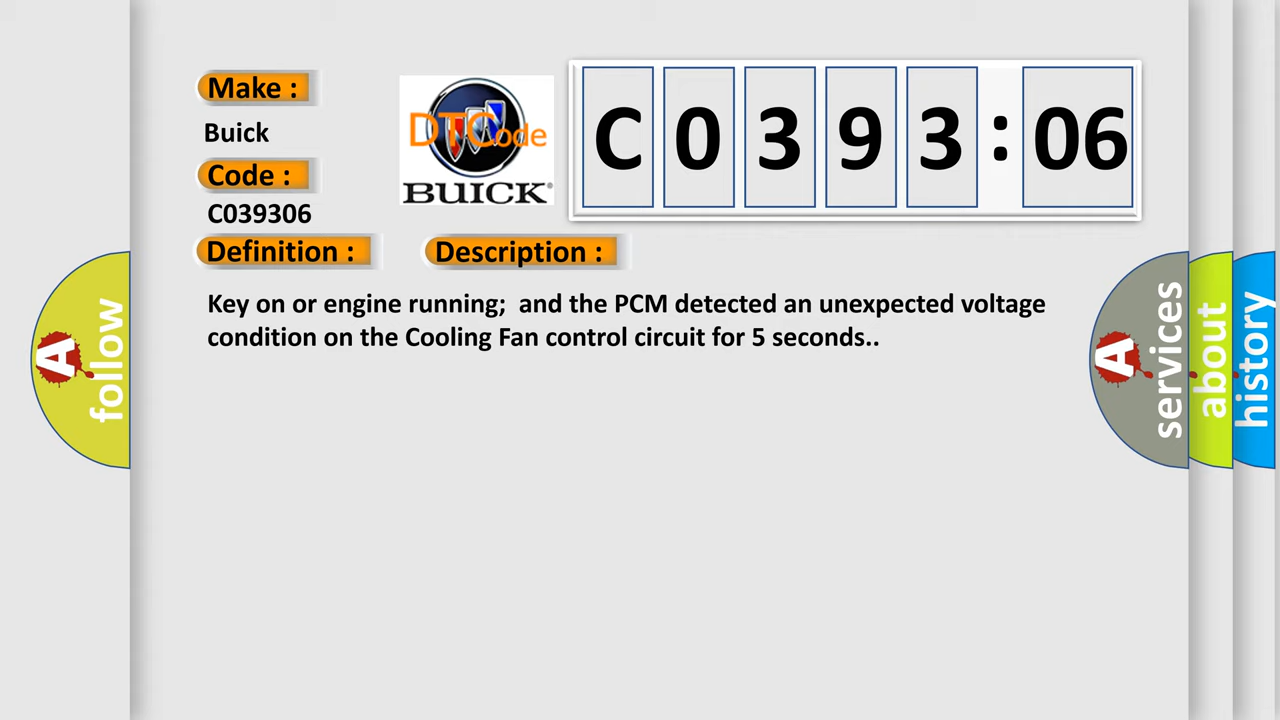 Make :
Buick
Code :
C039306
DTCode
BUICK
C 0 3 9 3 : 06
Definition :
Description :
Key on or engine running; and the PCM detected an unexpected voltage
condition on the Cooling Fan control circuit for 5 seconds..
A follow
A services
about
history